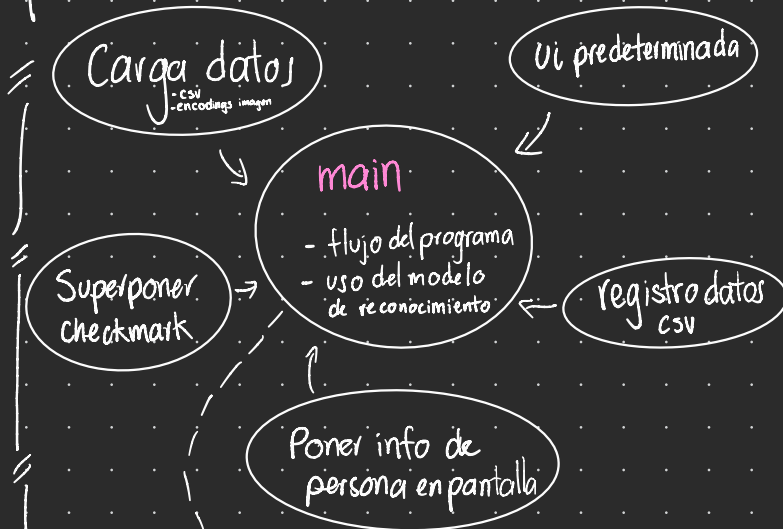 Carga datos
-csv
-encodings imagen
Ui predeterminada
main
- flujo del programa
- uso del modelo
de reconocimiento
Superponer
checkmark
registro datos
csv
Poner info de
persona en pantalla